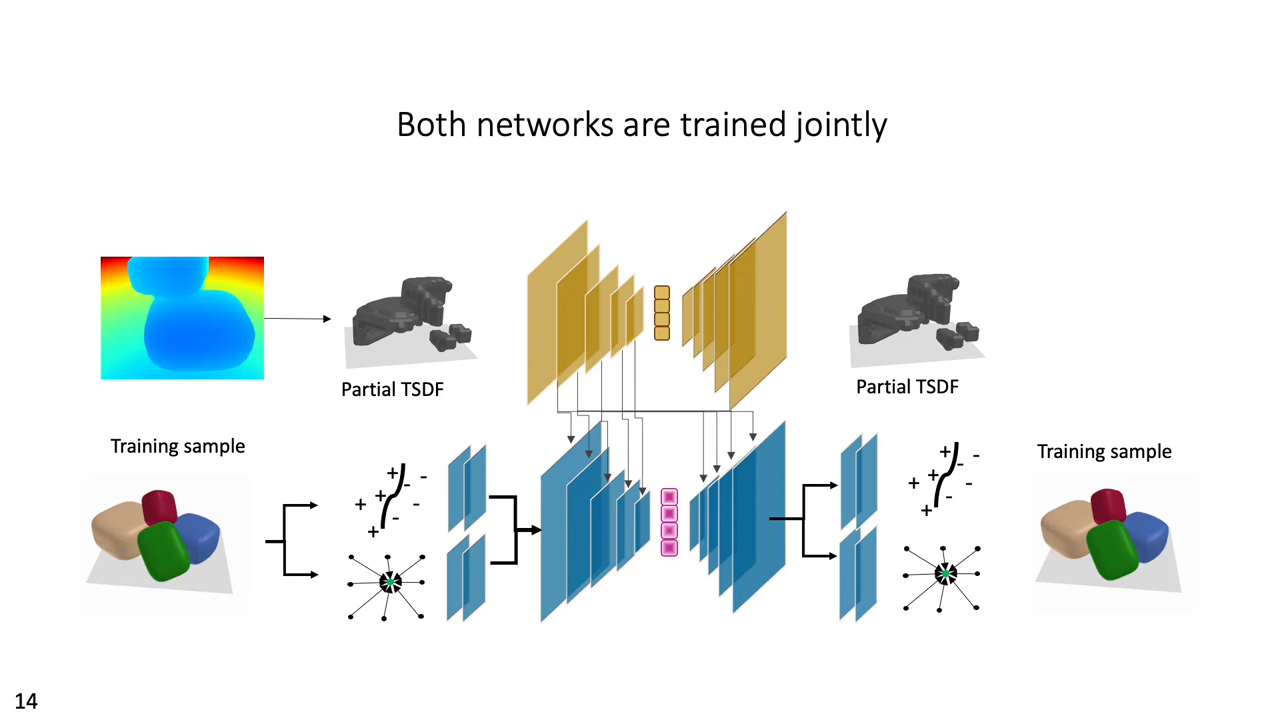 Both networks are trained jointly
Partial TSDF
Partial TSDF
Training sample
Training sample
14